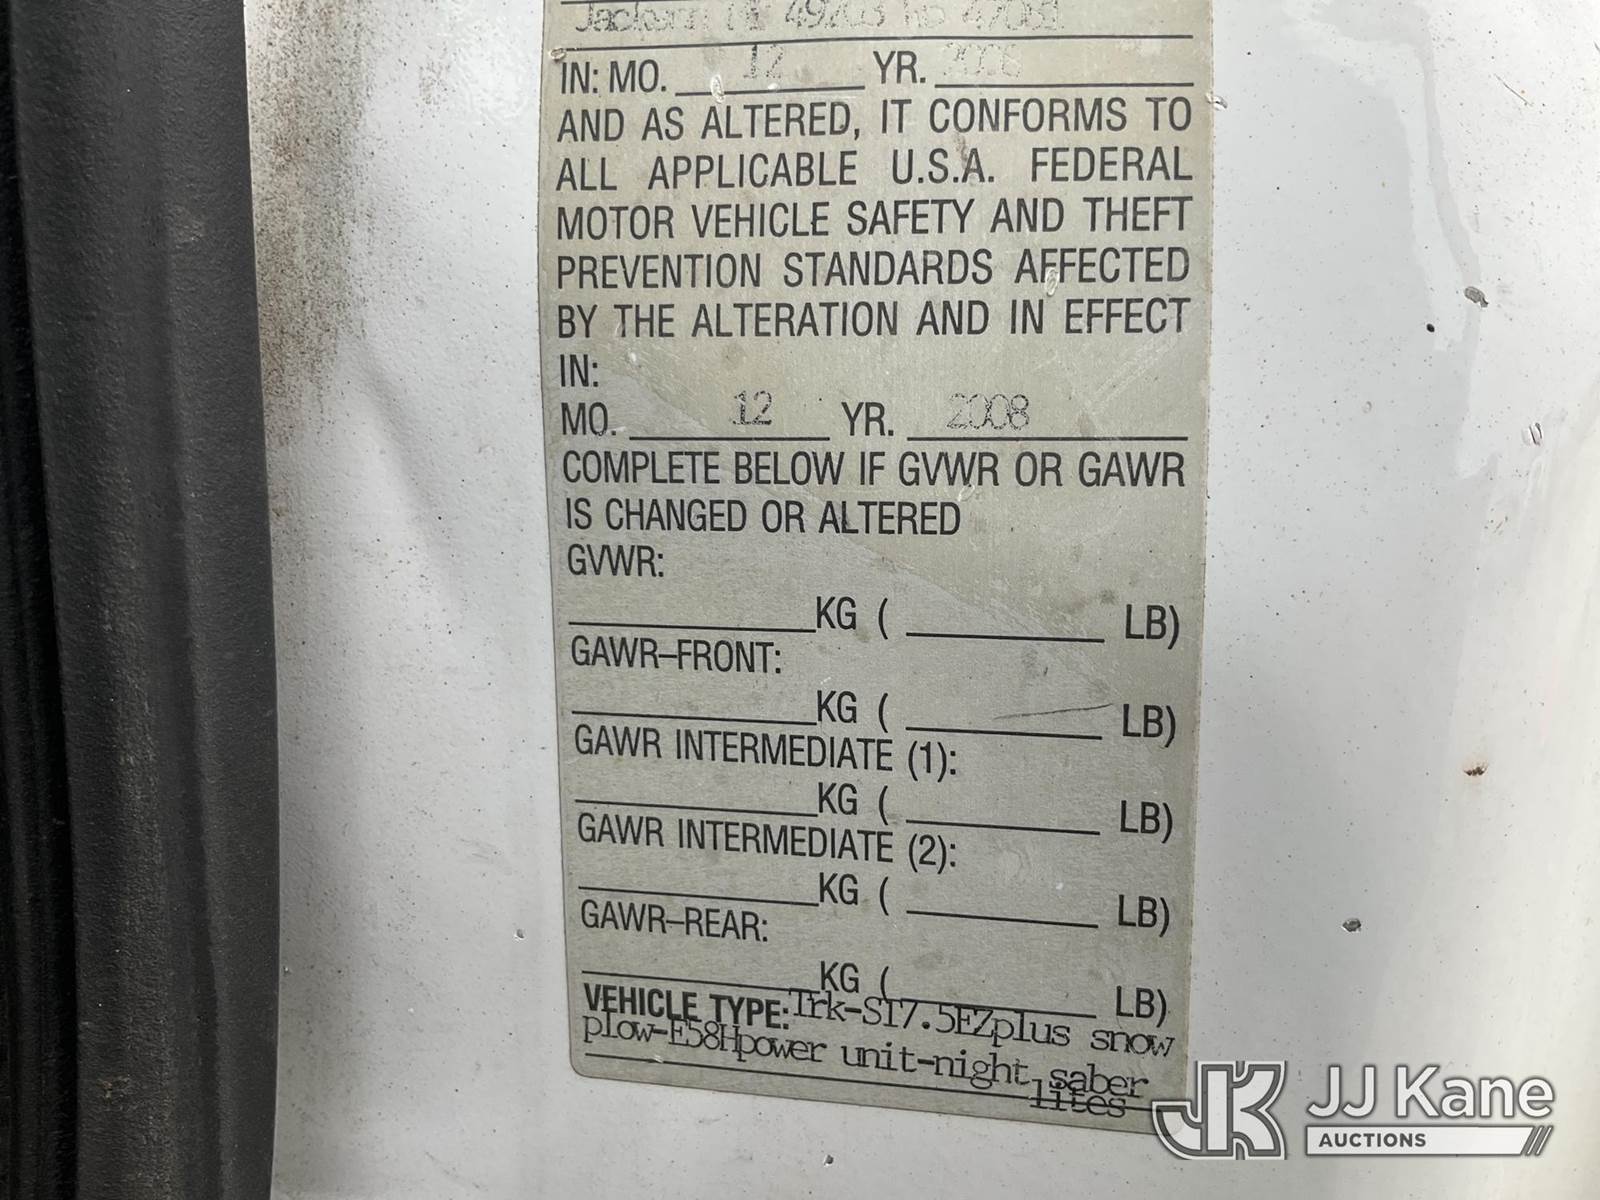 Jackson
IN: MO. 12 YR. 2008
AND AS ALTERED, IT CONFORMS TO
ALL APPLICABLE U.S.A. FEDERAL
MOTOR VEHICLE SAFETY AND THEFT
PREVENTION STANDARDS AFFECTED
BY THE ALTERATION AND IN EFFECT
IN:
MO. 12 YR. 2008
COMPLETE BELOW IF GVWR OR GAWR
IS CHANGED OR ALTERED
GVWR:
KG ( LB)
GAWR–FRONT:
KG ( LB)
GAWR INTERMEDIATE (1):
KG ( LB)
GAWR INTERMEDIATE (2):
KG ( LB)
GAWR–REAR:
KG ( LB)
VEHICLE TYPE: Trk-ST7.5EZplus snow
plow-E58Hpower unit-night saber
lites
JK JJ Kane
AUCTIONS